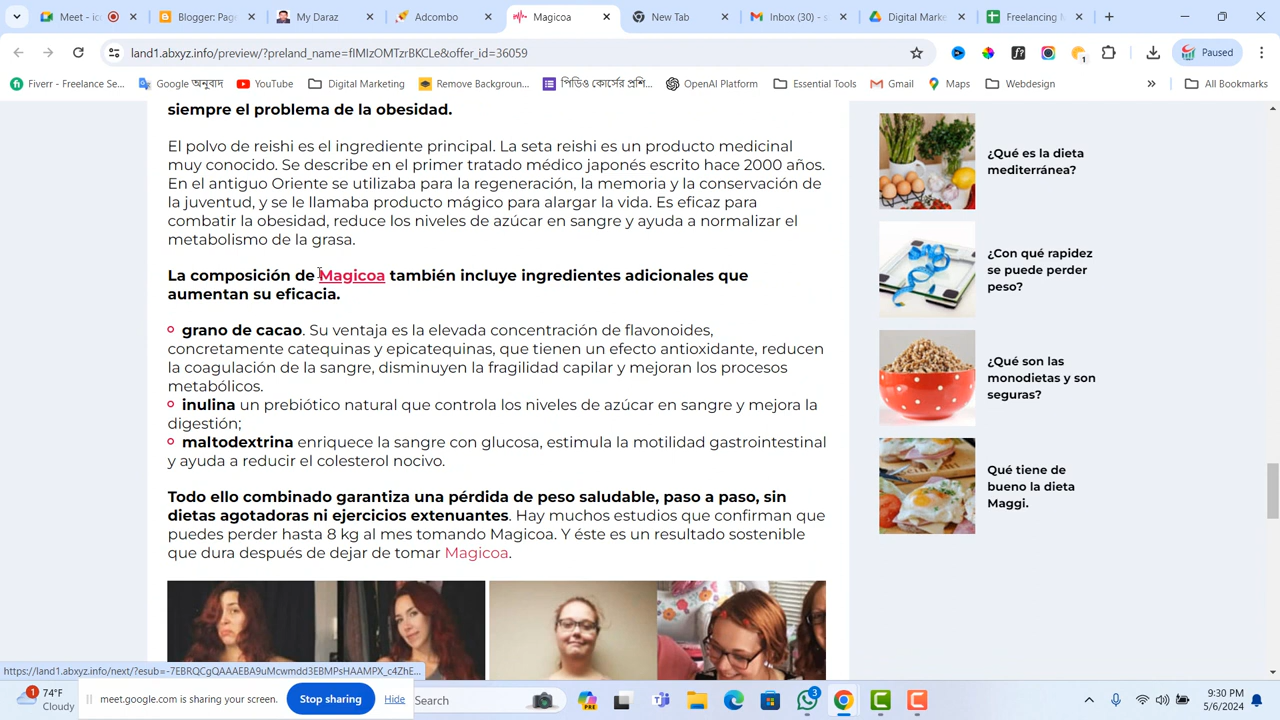 Meet - ic
Blogger: Pag
My Daraz
Adcombo
Magicoa
New Tab
Inbox (30) - s
Digital Marke
Freelancing M
land1.abxyz.info/preview/?preland_name=fIMIzOMTzrBKCLe&offer_id=36059
Paused
Fiverr - Freelance Se...
Google অনুবাদ
YouTube
Digital Marketing
Remove Backgroun...
পিডিও কোর্সের প্রশি...
OpenAI Platform
Essential Tools
Gmail
Maps
Webdesign
All Bookmarks
siempre el problema de la obesidad.
El polvo de reishi es el ingrediente principal. La seta reishi es un producto medicinal
muy conocido. Se describe en el primer tratado médico japonés escrito hace 2000 años.
En el antiguo Oriente se utilizaba para la regeneración, la memoria y la conservación de
la juventud, y se le llamaba producto mágico para alargar la vida. Es eficaz para
combatir la obesidad, reduce los niveles de azúcar en sangre y ayuda a normalizar el
metabolismo de la grasa.
La composición de Magicoa también incluye ingredientes adicionales que
aumentan su eficacia.
grano de cacao. Su ventaja es la elevada concentración de flavonoides,
concretamente catequinas y epicatequinas, que tienen un efecto antioxidante, reducen
la coagulación de la sangre, disminuyen la fragilidad capilar y mejoran los procesos
metabólicos.
inulina un prebiótico natural que controla los niveles de azúcar en sangre y mejora la
digestión;
maltodextrina enriquece la sangre con glucosa, estimula la motilidad gastrointestinal
y ayuda a reducir el colesterol nocivo.
Todo ello combinado garantiza una pérdida de peso saludable, paso a paso, sin
dietas agotadoras ni ejercicios extenuantes. Hay muchos estudios que confirman que
puedes perder hasta 8 kg al mes tomando Magicoa. Y éste es un resultado sostenible
que dura después de dejar de tomar Magicoa.
¿Qué es la dieta
mediterránea?
¿Con qué rapidez
se puede perder
peso?
¿Qué son las
monodietas y son
seguras?
Qué tiene de
bueno la dieta
Maggi.
https://land1.abxyz.info/next/?esub=-7EBRQCgQAAAEBA9uMcwmdd3EBMPsHAAMPX_c4ZhE...
1
74°F
Cloudy
meet.google.com is sharing your screen.
Stop sharing
Hide
Search
PRE
3
9:30 PM
5/6/2024